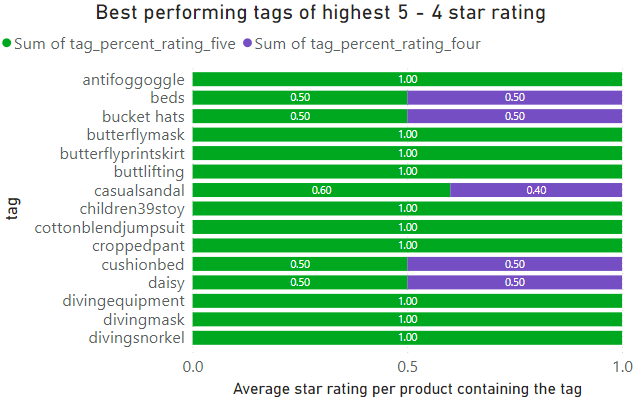 Best performing tags of highest 5 - 4 star rating
Sum of tag_percent_rating_five Sum of tag_percent_rating_four
antifoggoggle 1.00
beds 0.50 0.50
bucket hats 0.50 0.50
butterflymask 1.00
butterflyprintskirt 1.00
buttlifting 1.00
casualsandal 0.60 0.40
children39stoy 1.00
cottonblendjumpsuit 1.00
croppedpant 1.00
cushionbed 0.50 0.50
daisy 0.50 0.50
divingequipment 1.00
divingmask 1.00
divingsnorkel 1.00
tag
0.0 0.5 1.0
Average star rating per product containing the tag